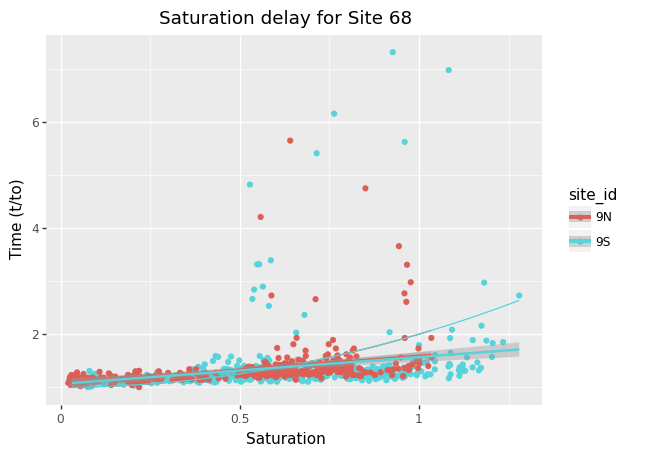 Saturation delay for Site 68
Time (t/to)
6
4
2
0
0.5
1
Saturation
site_id
9N
9S